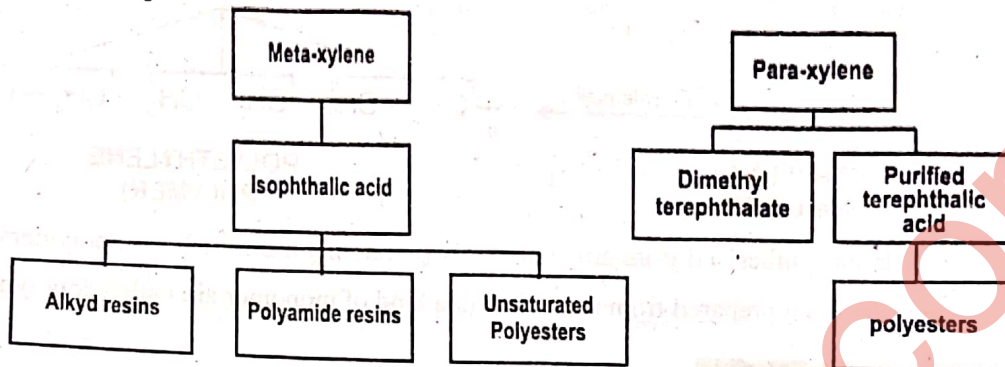 Meta-xylene
Para-xylene
Isophthalic acid
Dimethyl
terephthalate
Purified
terephthalic
acid
Alkyd resins
Polyamide resins
Unsaturated
Polyesters
polyesters